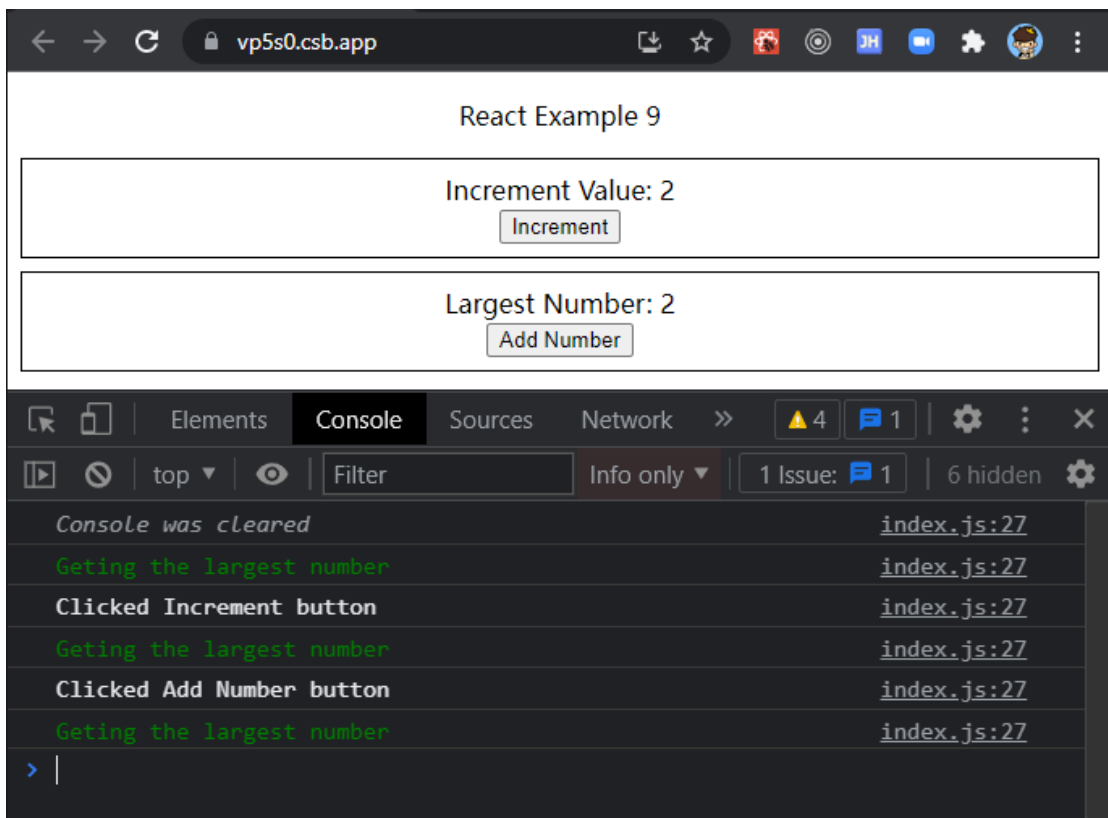 vp5s0.csb.app JH
React Example 9
Increment Value: 2
Increment
Largest Number: 2
Add Number
Elements Console Sources Network 4 1
top Filter Info only 1 Issue: 1 6 hidden
Console was cleared index.js:27
Geting the largest number index.js:27
Clicked Increment button index.js:27
Geting the largest number index.js:27
Clicked Add Number button index.js:27
Geting the largest number index.js:27